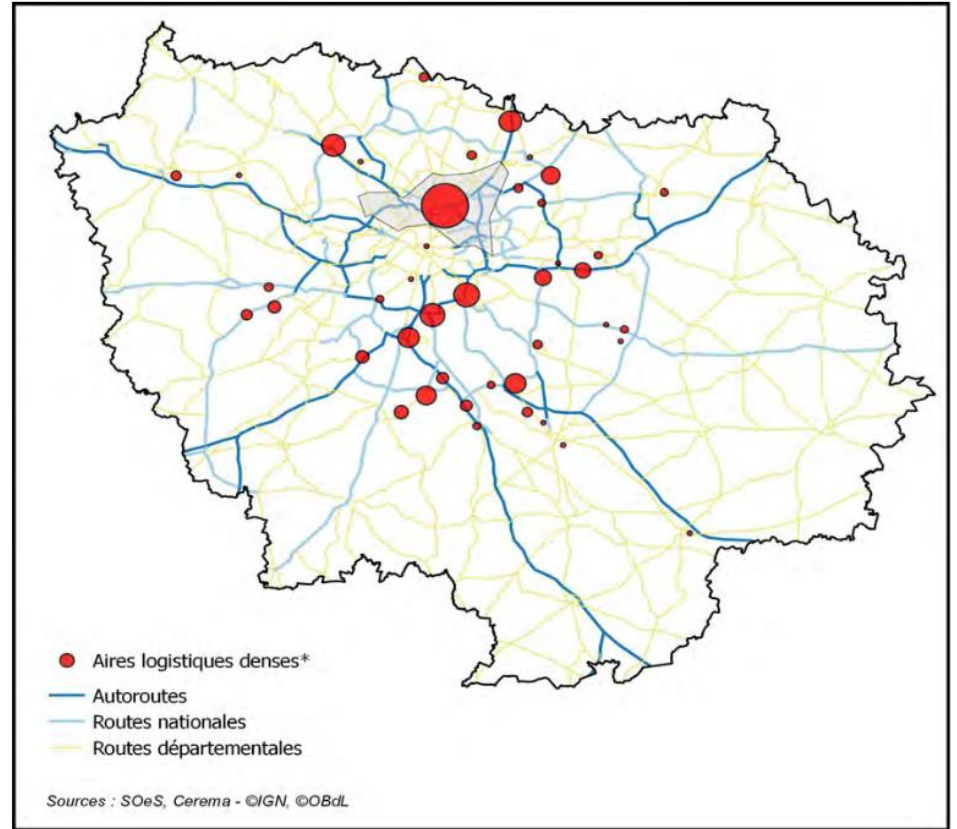 Aires logistiques denses*
Autoroutes
Routes nationales
Routes départementales
Sources : SOeS, Cerema - ©IGN, ©OBdL